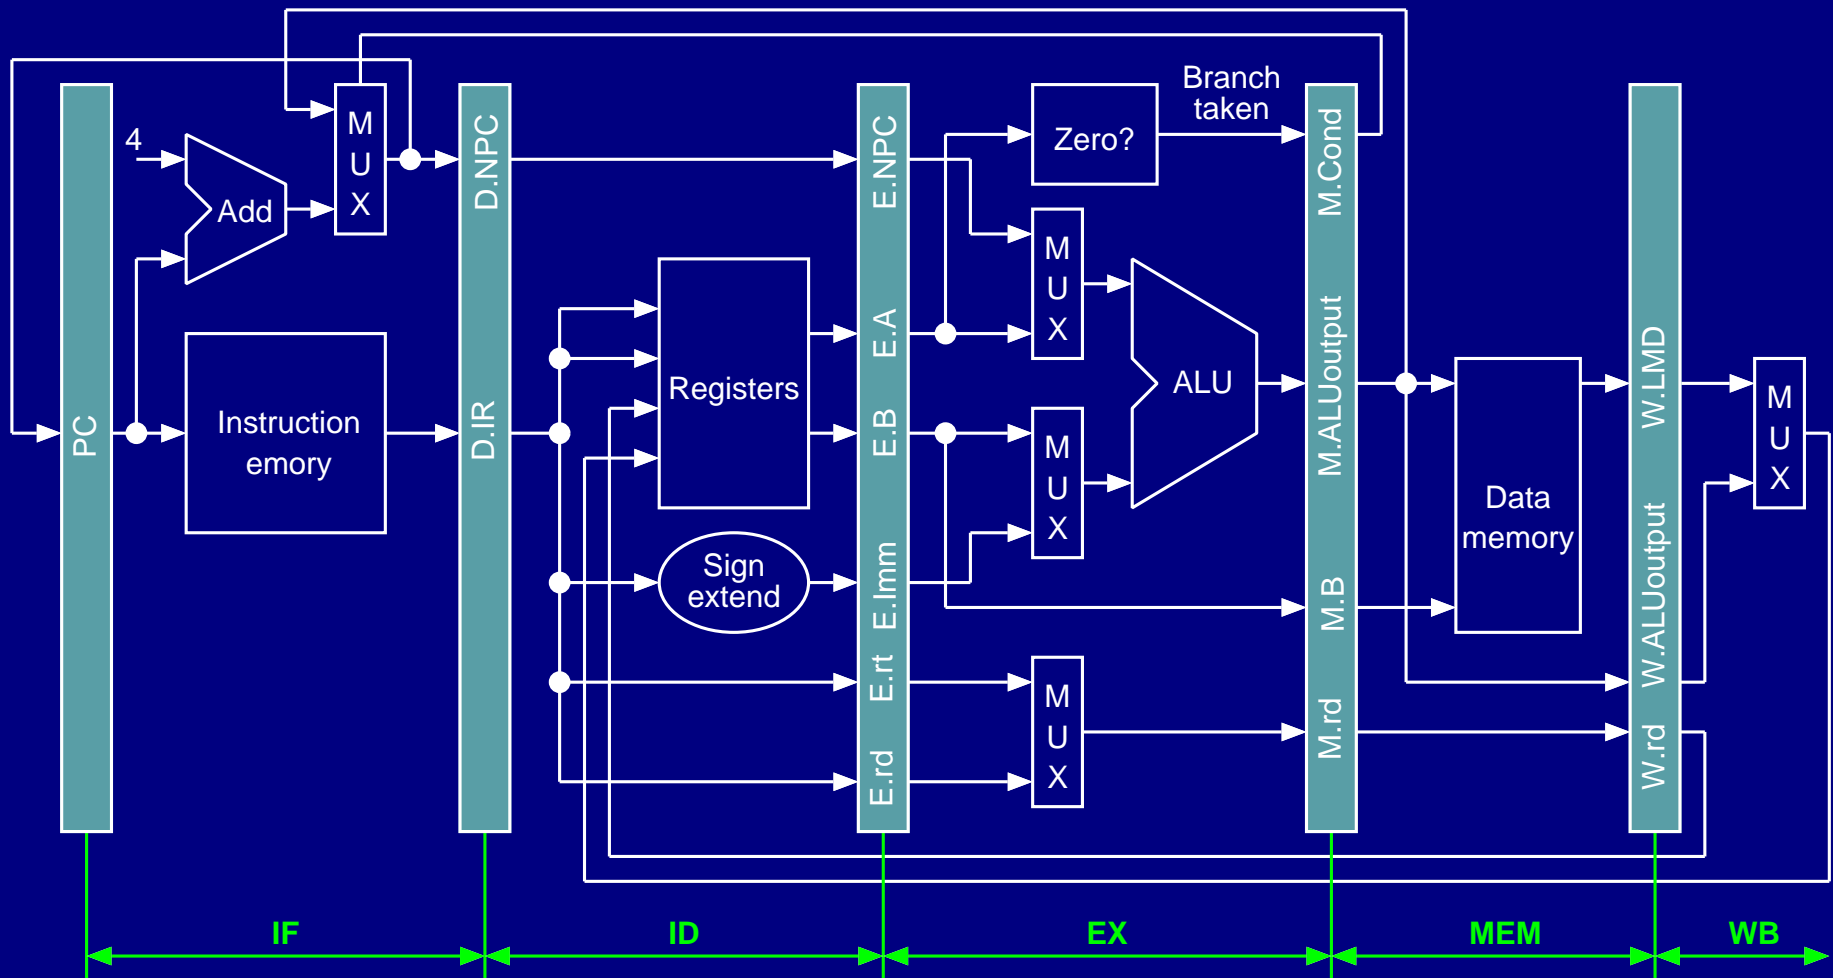 4
Add
M
U
X
PC
Instruction
emory
D.NPC
D.IR
Registers
Sign
extend
E.NPC
E.A
E.B
E.Imm
E.rt
E.rd
Zero?
Branch
taken
M
U
X
M
U
X
M
U
X
ALU
M.Cond
M.ALUoutput
M.B
M.rd
Data
memory
W.LMD
W.ALUoutput
W.rd
M
U
X
IF
ID
EX
MEM
WB